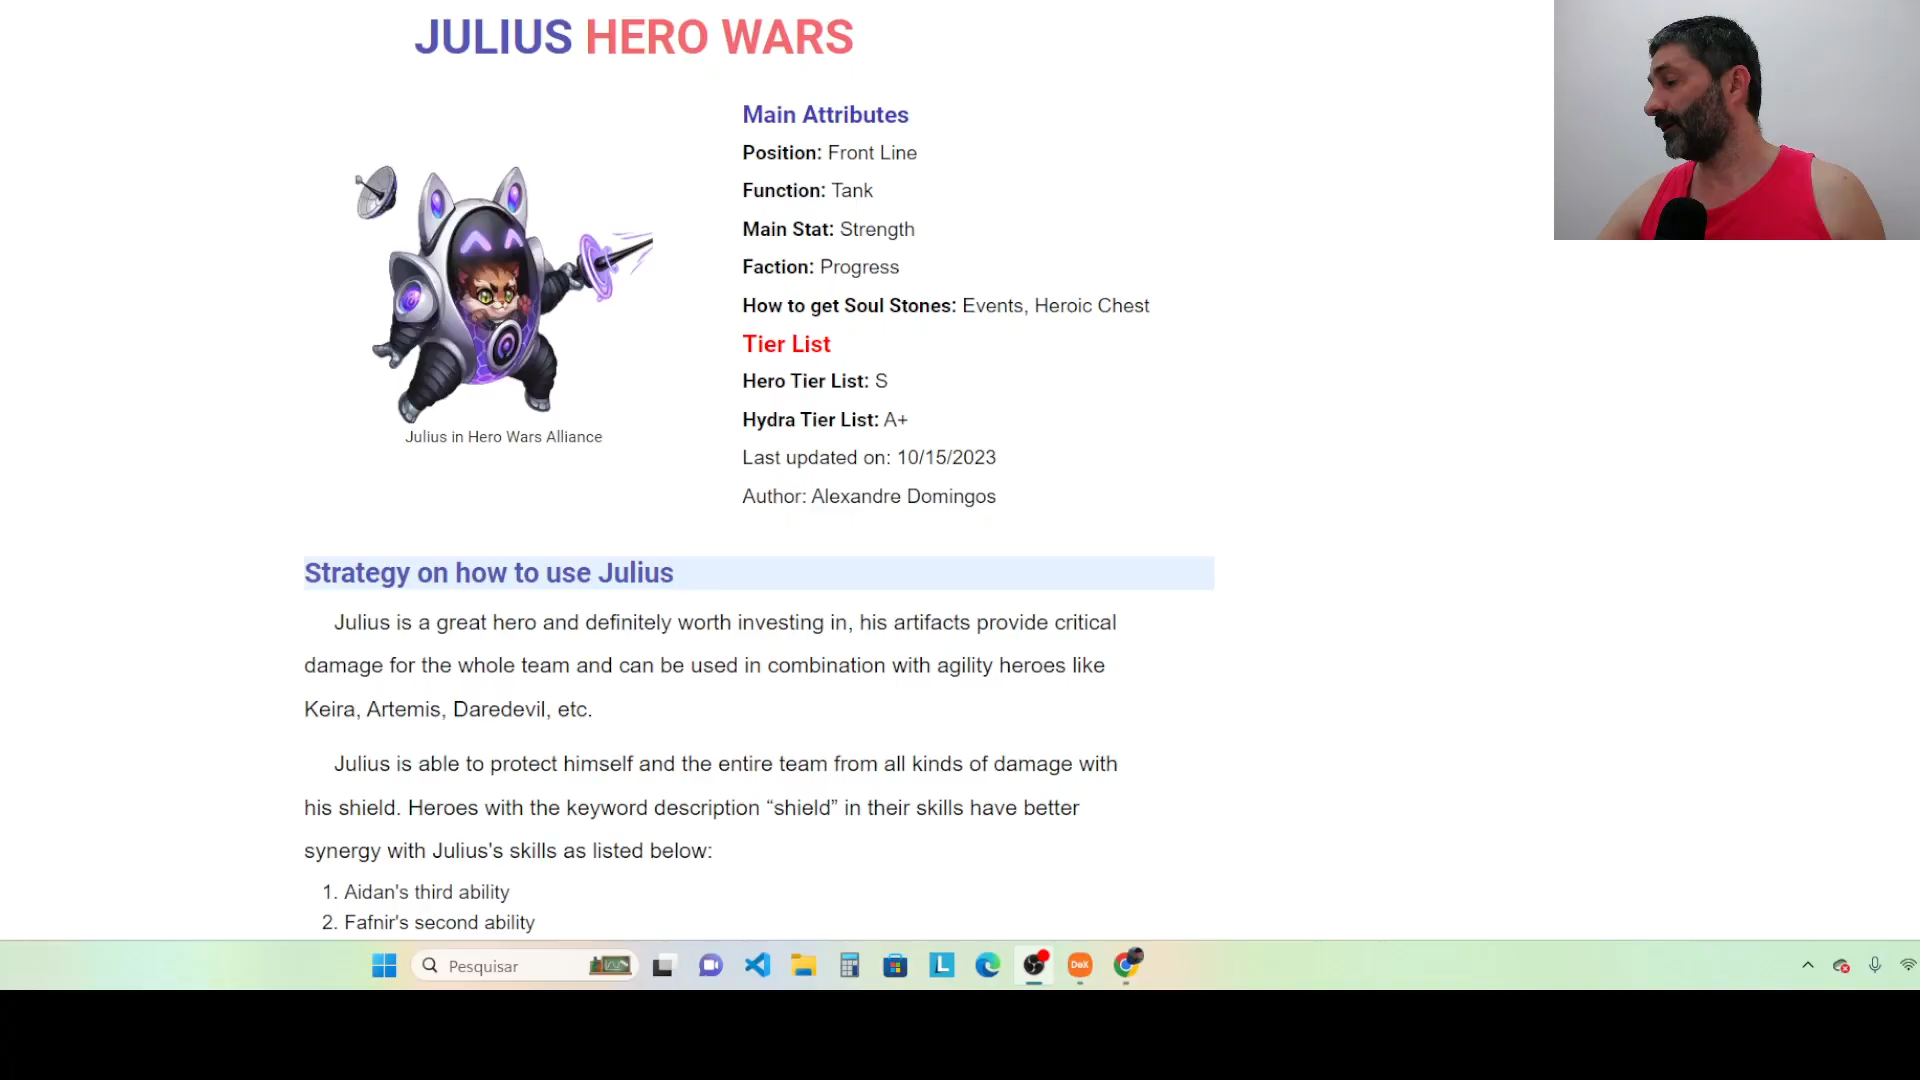 JULIUS HERO WARS
Main Attributes
Position: Front Line
Function: Tank
Main Stat: Strength
Faction: Progress
How to get Soul Stones: Events, Heroic Chest
Tier List
Hero Tier List: S
Hydra Tier List: A+
Last updated on: 10/15/2023
Author: Alexandre Domingos
Julius in Hero Wars Alliance
Strategy on how to use Julius
Julius is a great hero and definitely worth investing in, his artifacts provide critical
damage for the whole team and can be used in combination with agility heroes like
Keira, Artemis, Daredevil, etc.
Julius is able to protect himself and the entire team from all kinds of damage with
his shield. Heroes with the keyword description “shield” in their skills have better
synergy with Julius's skills as listed below:
1. Aidan's third ability
2. Fafnir's second ability
Pesquisar
L
DeX